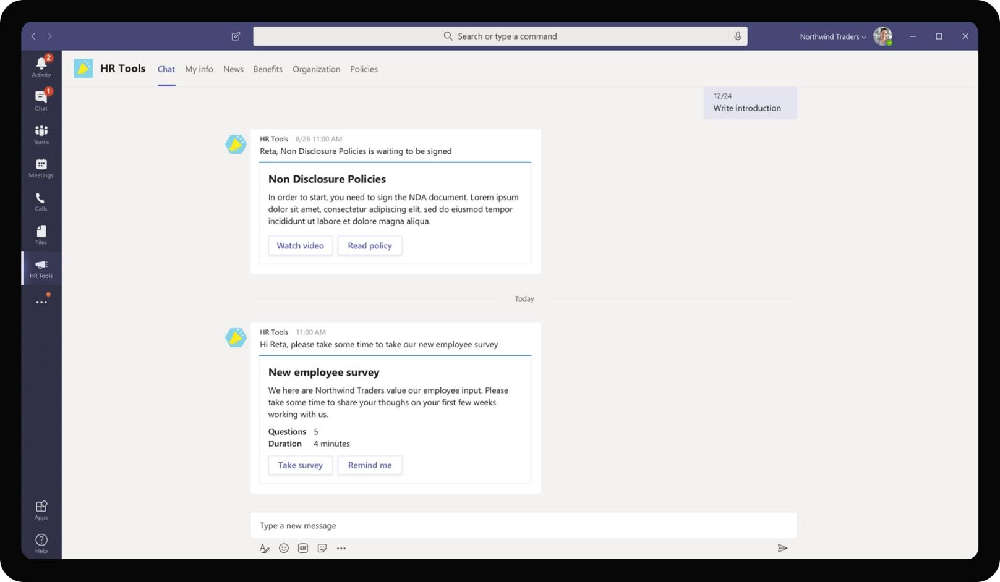 Search or type a command
Northwind Traders
2
Activity
1
Chat
Teams
Meetings
Calls
Files
HR Tools
Apps
Help
HR Tools
Chat
My info
News
Benefits
Organization
Policies
12/24
Write introduction
HR Tools 8/28 11:00 AM
Reta, Non Disclosure Policies is waiting to be signed
Non Disclosure Policies
In order to start, you need to sign the NDA document. Lorem ipsum
dolor sit amet, consectetur adipiscing elit, sed do eiusmod tempor
incididunt ut labore et dolore magna aliqua.
Watch video
Read policy
Today
HR Tools 11:00 AM
Hi Reta, please take some time to take our new employee survey
New employee survey
We here are Northwind Traders value our employee input. Please
take some time to share your thoughs on your first few weeks
working with us.
Questions 5
Duration 4 minutes
Take survey
Remind me
Type a new message
GIF